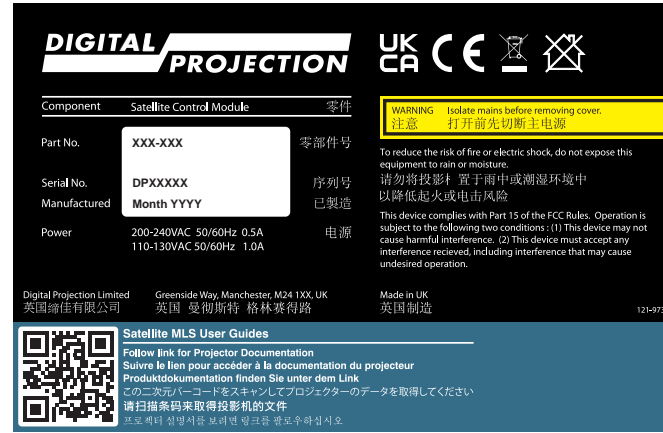 DIGITAL PROJECTION
UK CA CE
Component Satellite Control Module 零件
Part No. XXX-XXX 零部件号
Serial No. DPXXXXX 序列号
Manufactured Month YYYY 已製造
Power 200-240VAC 50/60Hz 0.5A 电源
110-130VAC 50/60Hz 1.0A
WARNING Isolate mains before removing cover.
注意 打开前先切断主电源
To reduce the risk of fire or electric shock, do not expose this
equipment to rain or moisture.
请勿将投影 置于雨中或潮湿环境中
以降低起火或电击风险
This device complies with Part 15 of the FCC Rules. Operation is
subject to the following two conditions : (1) This device may not
cause harmful interference. (2) This device must accept any
interference recieved, including interference that may cause
undesired operation.
Digital Projection Limited Greenside Way, Manchester, M24 1XX, UK
英国缔佳有限公司 英国 曼彻斯特 格林赛得路
Made in UK
英国制造
121-973
Satellite MLS User Guides
Follow link for Projector Documentation
Suivre le lien pour accéder à la documentation du projecteur
Produktdokumentation finden Sie unter dem Link
この二次元バーコードをスキャンしてプロジェクターのデータを取得してください
请扫描条码来取得投影机的文件
프로젝터 설명서를 보려면 링크를 팔로우하십시오